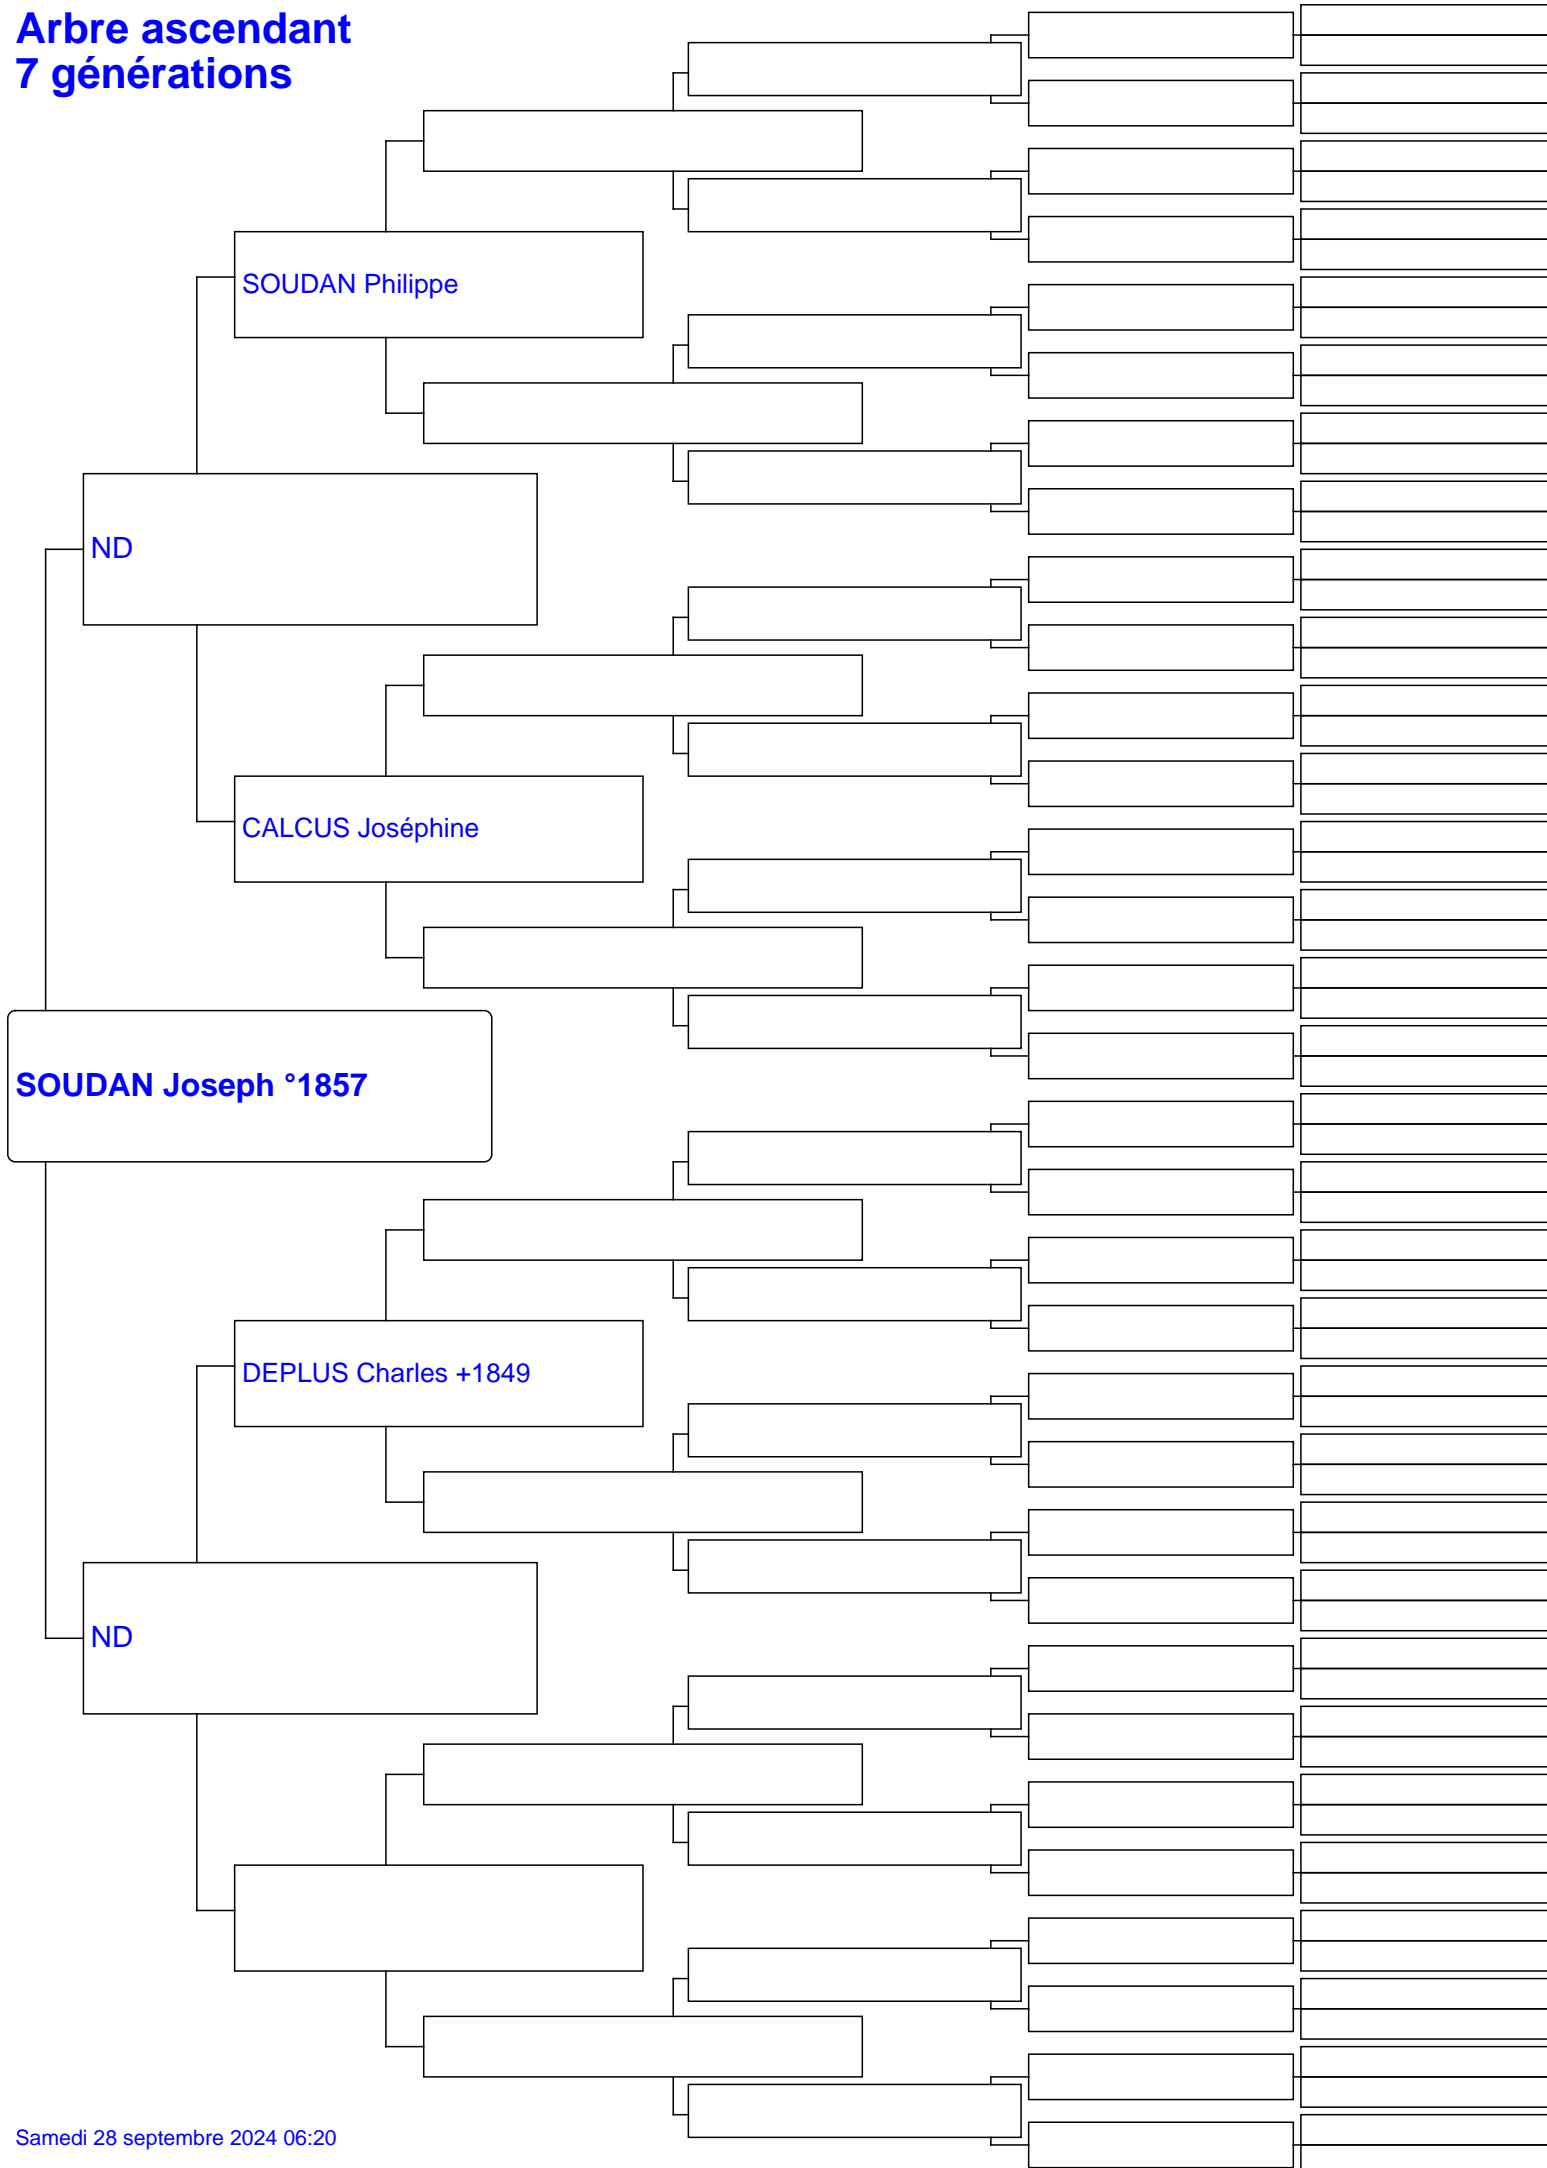 Arbre ascendant
7 générations
SOUDAN Philippe
ND
CALCUS Joséphine
SOUDAN Joseph °1857
DEPLUS Charles +1849
ND
Samedi 28 septembre 2024 06:20